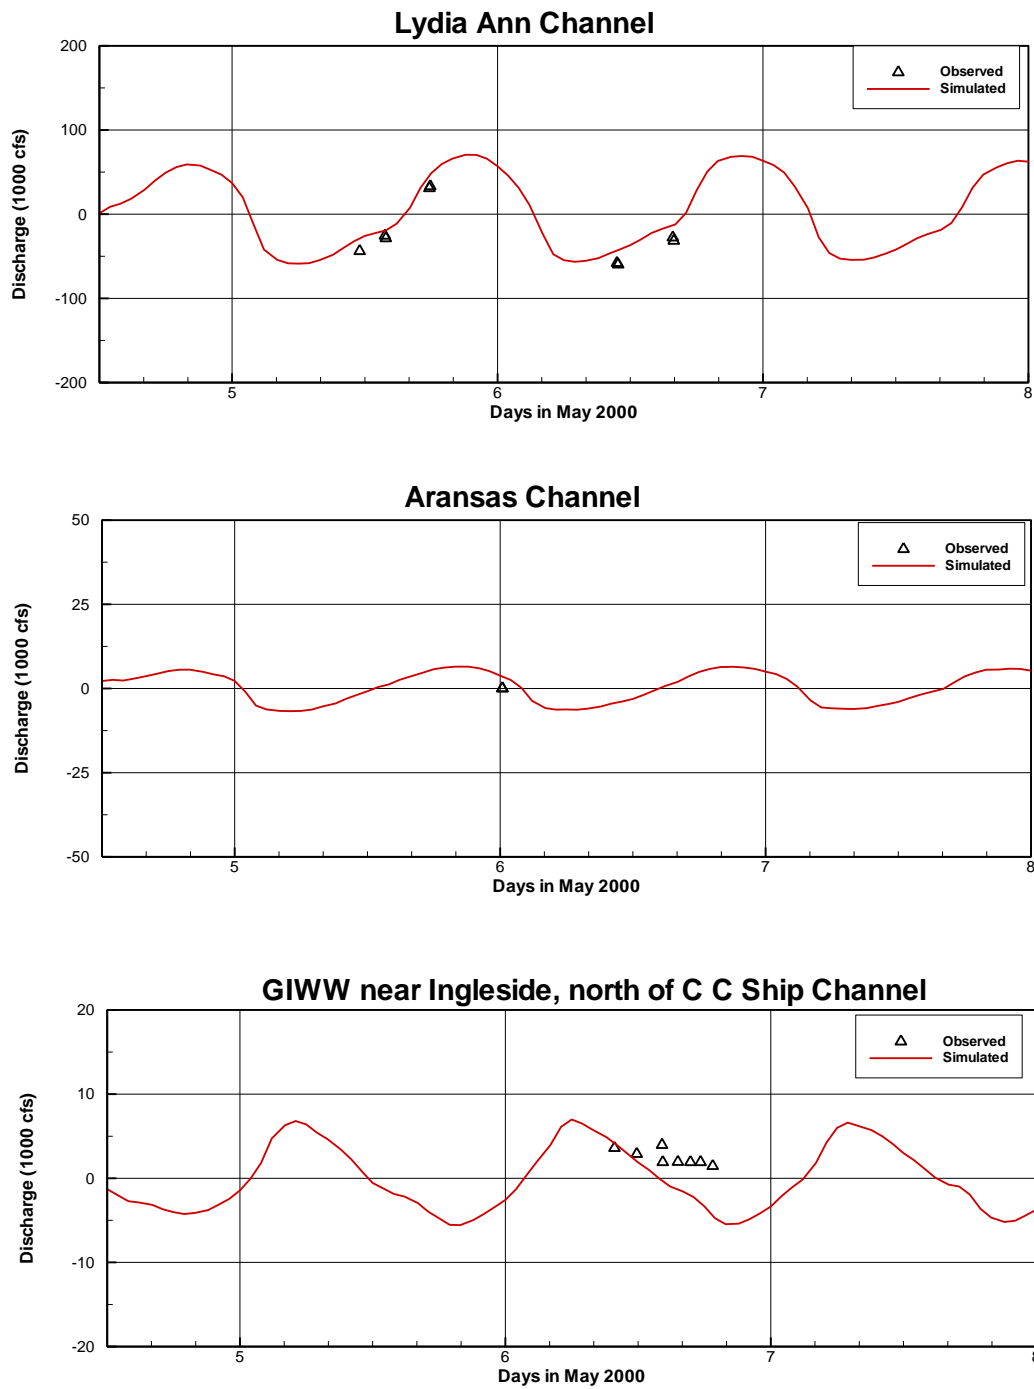 Lydia Ann Channel
200
100
0
-100
-200
Discharge (1000 cfs)
Observed
Simulated
5 6 7 8
Days in May 2000
Aransas Channel
50
25
0
-25
-50
Discharge (1000 cfs)
Observed
Simulated
5 6 7 8
Days in May 2000
GIWW near Ingleside, north of C C Ship Channel
20
10
0
-10
-20
Discharge (1000 cfs)
Observed
Simulated
5 6 7 8
Days in May 2000